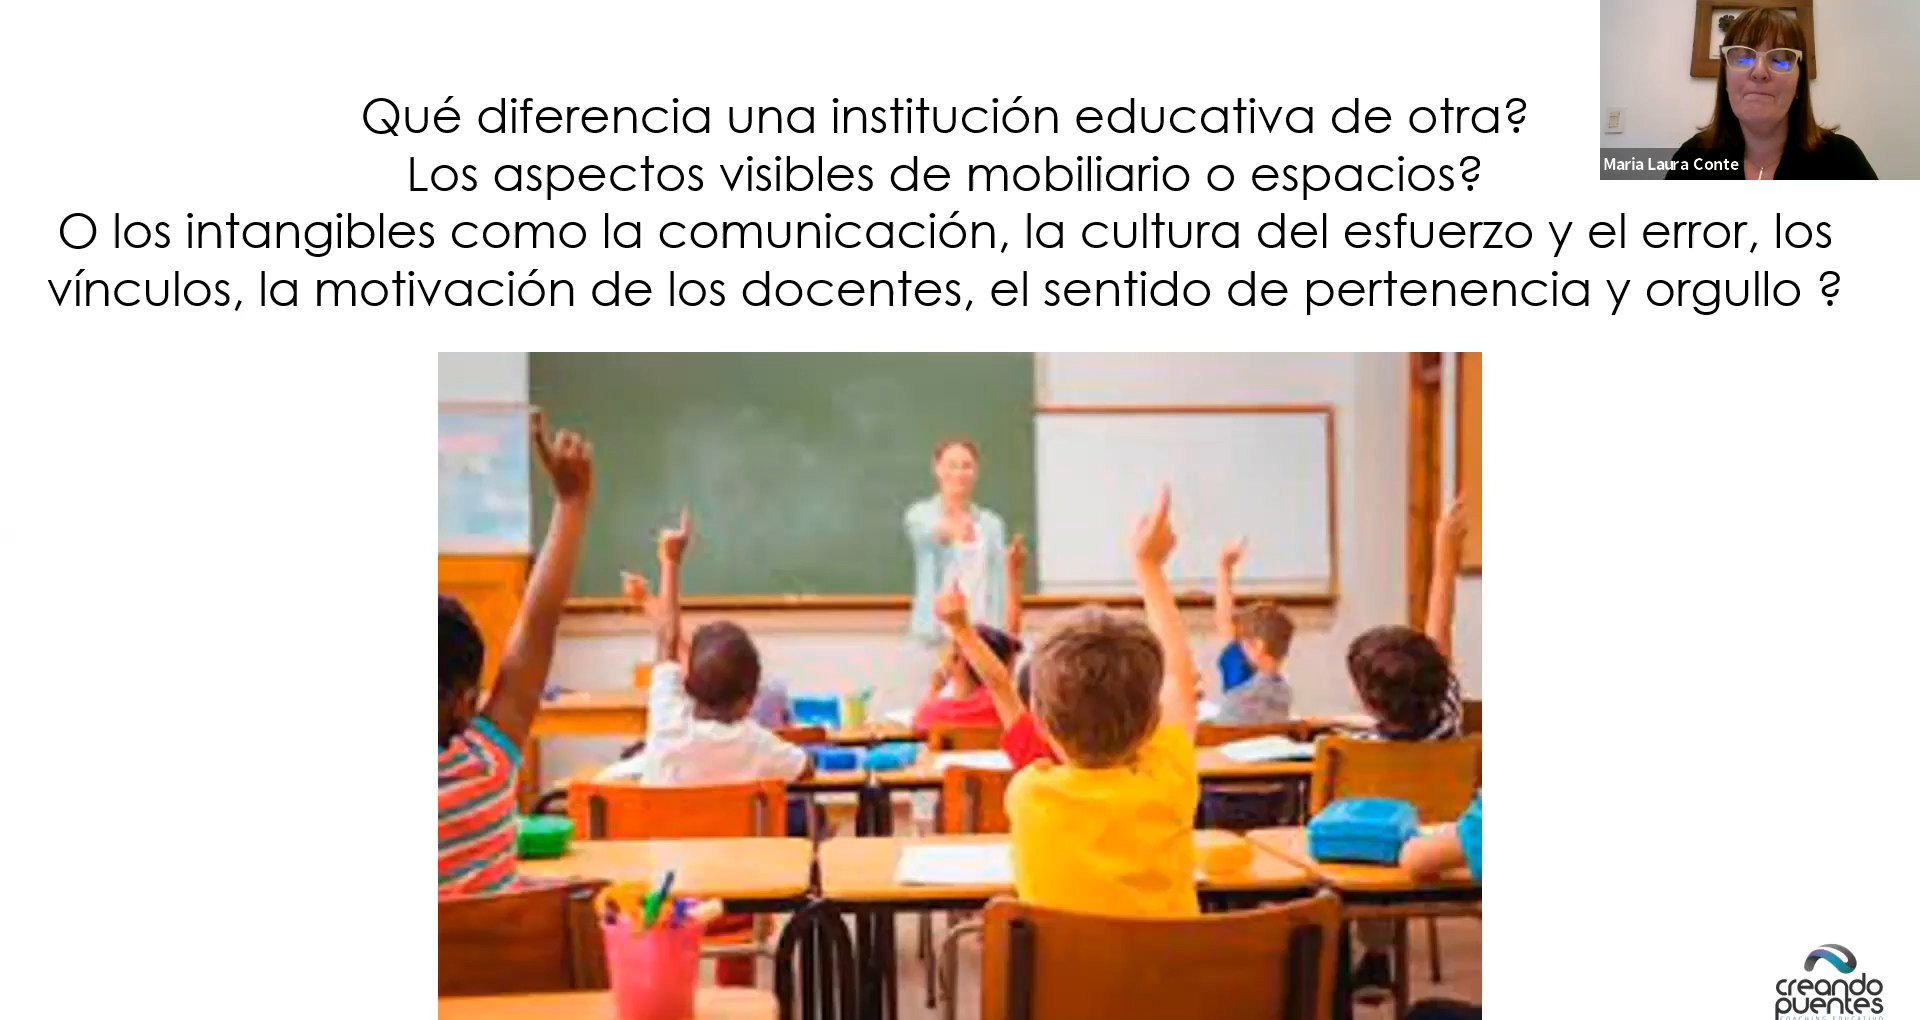 Qué diferencia una institución educativa de otra?
Los aspectos visibles de mobiliario o espacios?
O los intangibles como la comunicación, la cultura del esfuerzo y el error, los
vínculos, la motivación de los docentes, el sentido de pertenencia y orgullo ?
Maria Laura Conte
creando
puentes
COACHING EDUCATIVO